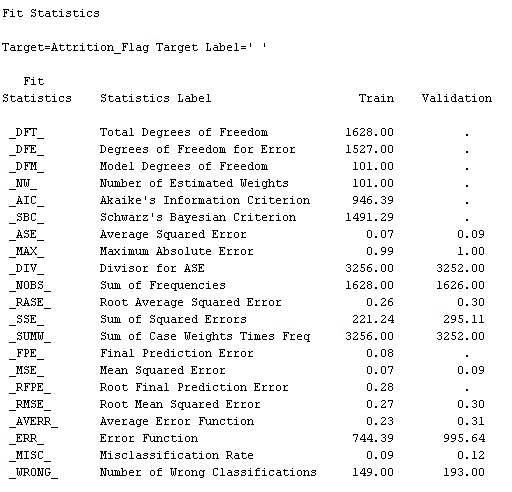 Fit Statistics
Target=Attrition_Flag Target Label=' '
Fit
Statistics Statistics Label Train Validation
_DFT_ Total Degrees of Freedom 1628.00 .
_DFE_ Degrees of Freedom for Error 1527.00 .
_DFM_ Model Degrees of Freedom 101.00 .
_NW_ Number of Estimated Weights 101.00 .
_AIC_ Akaike's Information Criterion 946.39 .
_SBC_ Schwarz's Bayesian Criterion 1491.29 .
_ASE_ Average Squared Error 0.07 0.09
_MAX_ Maximum Absolute Error 0.99 1.00
_DIV_ Divisor for ASE 3256.00 3252.00
_NOBS_ Sum of Frequencies 1628.00 1626.00
_RASE_ Root Average Squared Error 0.26 0.30
_SSE_ Sum of Squared Errors 221.24 295.11
_SUMW_ Sum of Case Weights Times Freq 3256.00 3252.00
_FPE_ Final Prediction Error 0.08 .
_MSE_ Mean Squared Error 0.07 0.09
_RFPE_ Root Final Prediction Error 0.28 .
_RMSE_ Root Mean Squared Error 0.27 0.30
_AVERR_ Average Error Function 0.23 0.31
_ERR_ Error Function 744.39 995.64
_MISC_ Misclassification Rate 0.09 0.12
_WRONG_ Number of Wrong Classifications 149.00 193.00